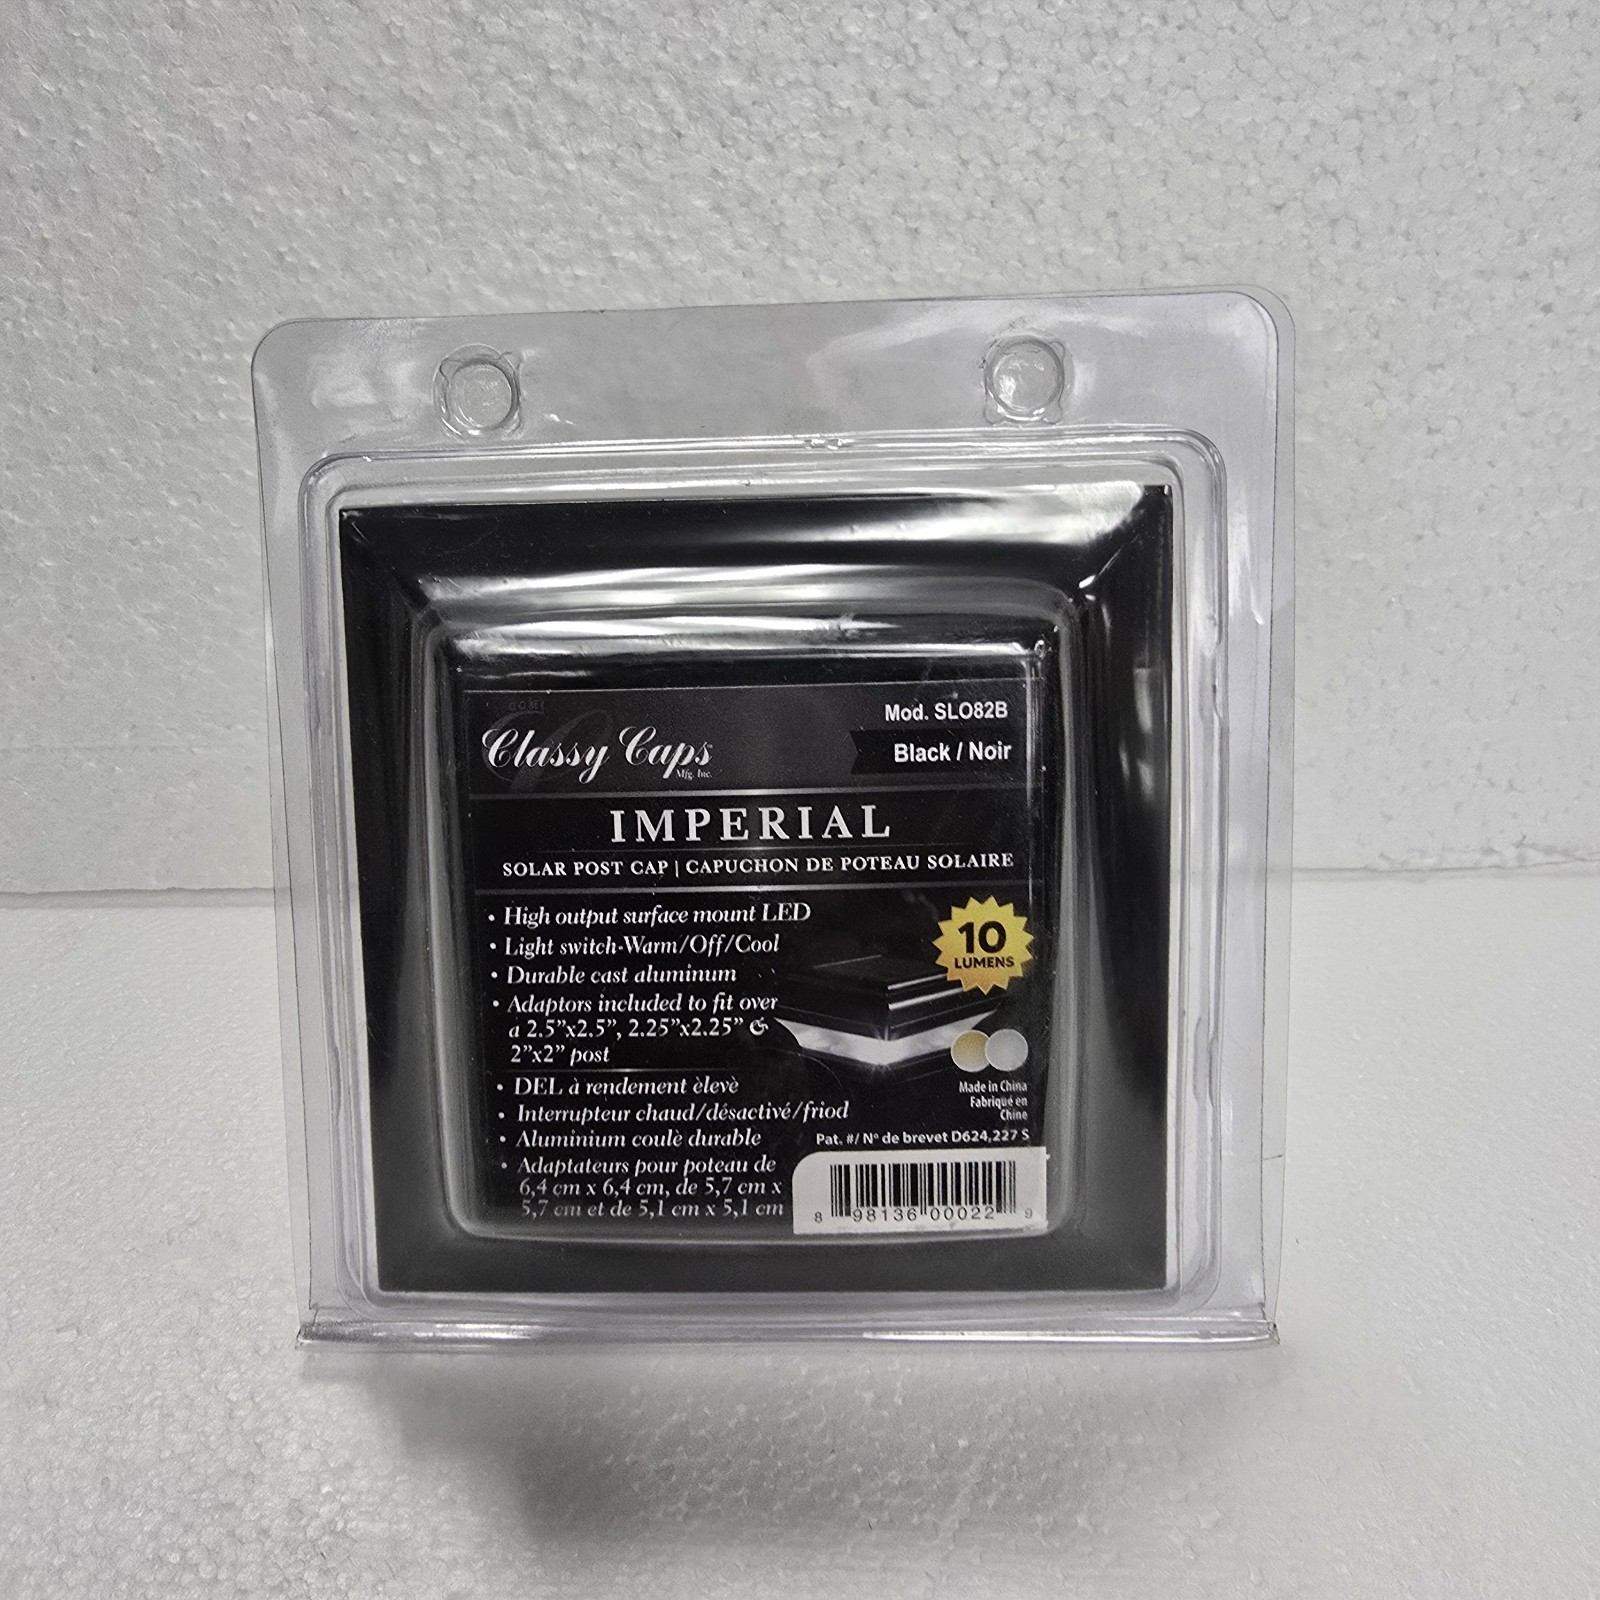 Mod. SLO82B
Classy Caps
Mfg. Inc.
Black / Noir
IMPERIAL
SOLAR POST CAP | CAPUCHON DE POTEAU SOLAIRE
• High output surface mount LED
• Light switch-Warm/Off/Cool
• Durable cast aluminum
• Adaptors included to fit over
a 2.5”x2.5”, 2.25”x2.25” &
2”x2” post
10
LUMENS
• DEL à rendement èlevè
• Interrupteur chaud/désactivé/friod
• Aluminium coulè durable
• Adaptateurs pour poteau de
6,4 cm x 6,4 cm, de 5,7 cm x
5,7 cm et de 5,1 cm x 5,1 cm
Made in China
Fabriqué en
Chine
Pat. #/ Nº de brevet D624,227 S
8 98136 00022 9